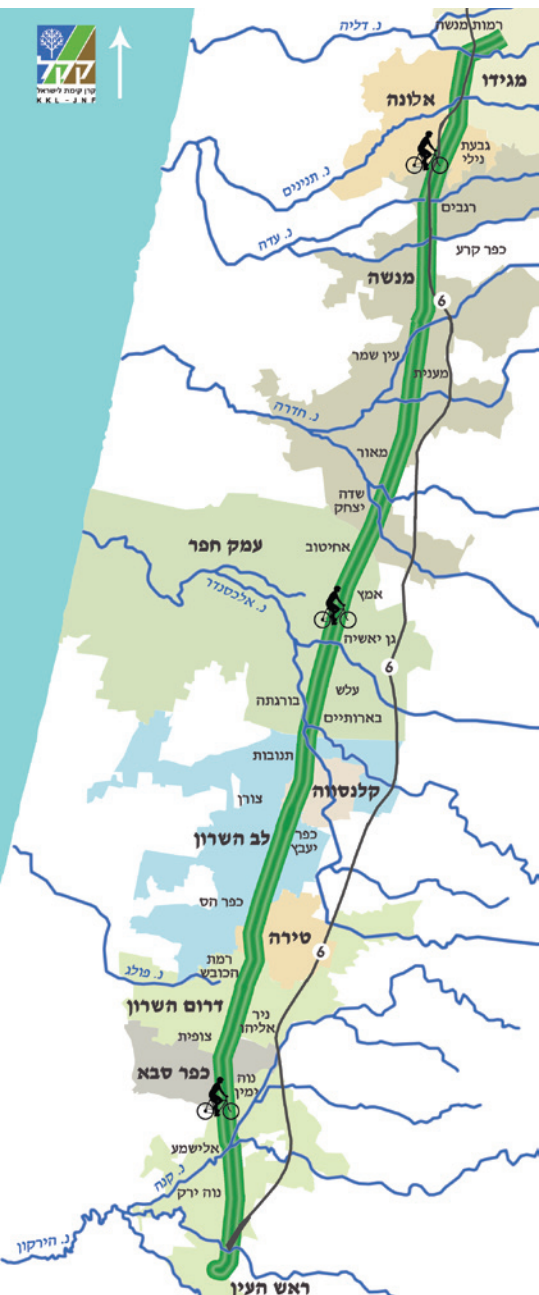 קק"ל
קרן קימת לישראל
KKL-JNF
רמות מנשה
נ. דליה
מגידו
אלונה
גבעת
נילי
נ. תנינים
רגבים
נ. עדה
כפר קרע
מנשה
6
עין שמר
מענית
נ. חדרה
מאור
שדה
יצחק
עמק חפר
אחיטוב
נ. אלכסנדר
אמץ
גן יאשיה
6
עלש
בורגתה
בארותיים
תנובות
קלנסווה
צורן
לב השרון
כפר
יעבץ
כפר הס
טירה
6
רמת
הכובש
נ. פולג
דרום השרון
ניר
אליהו
צופית
כפר סבא
נוה
ימין
אלישמע
נ. קנה
נוה ירק
נ. הירקון
ראש העין